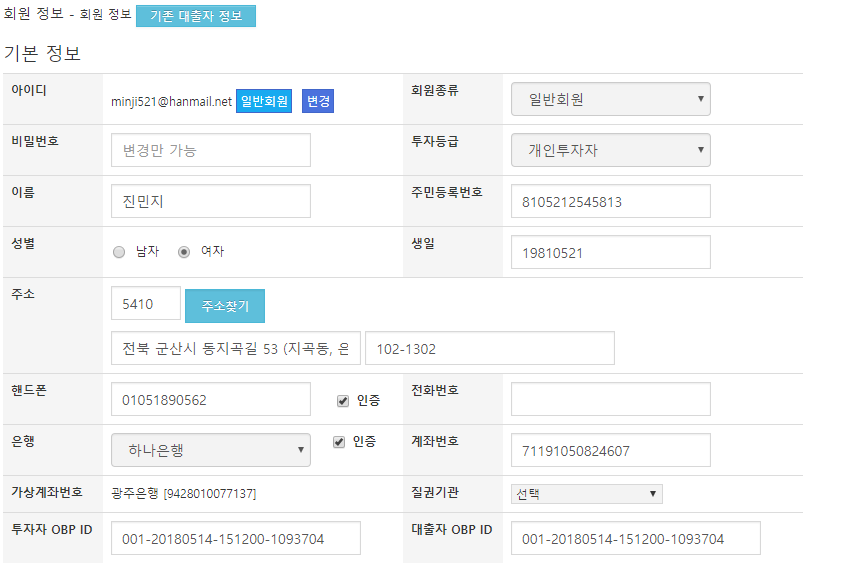 회원 정보 - 회원 정보 기존 대출자 정보
기본 정보
아이디 minji521@hanmail.net 일반회원 변경 회원종류 일반회원
비밀번호 변경만 가능 투자등급 개인투자자
이름 진민지 주민등록번호 8105212545813
성별 남자 여자 생일 19810521
주소 5410 주소찾기
전북 군산시 동지곡길 53 (지곡동, 은 102-1302
핸드폰 01051890562 인증 전화번호
은행 하나은행 인증 계좌번호 71191050824607
가상계좌번호 광주은행 [9428010077137] 질권기관 선택
투자자 OBP ID 001-20180514-151200-1093704 대출자 OBP ID 001-20180514-151200-1093704